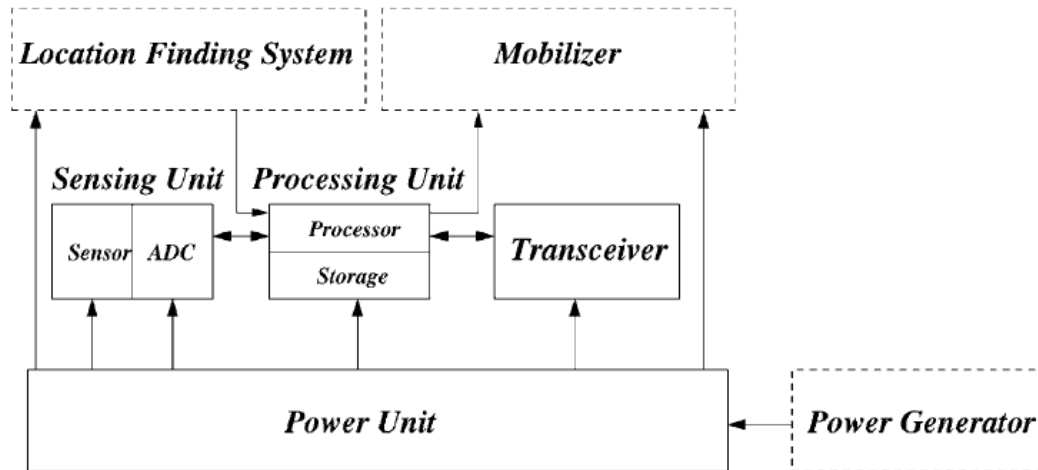 Location Finding System
Mobilizer
Sensing Unit
Processing Unit
Sensor
ADC
Processor
Storage
Transceiver
Power Unit
Power Generator